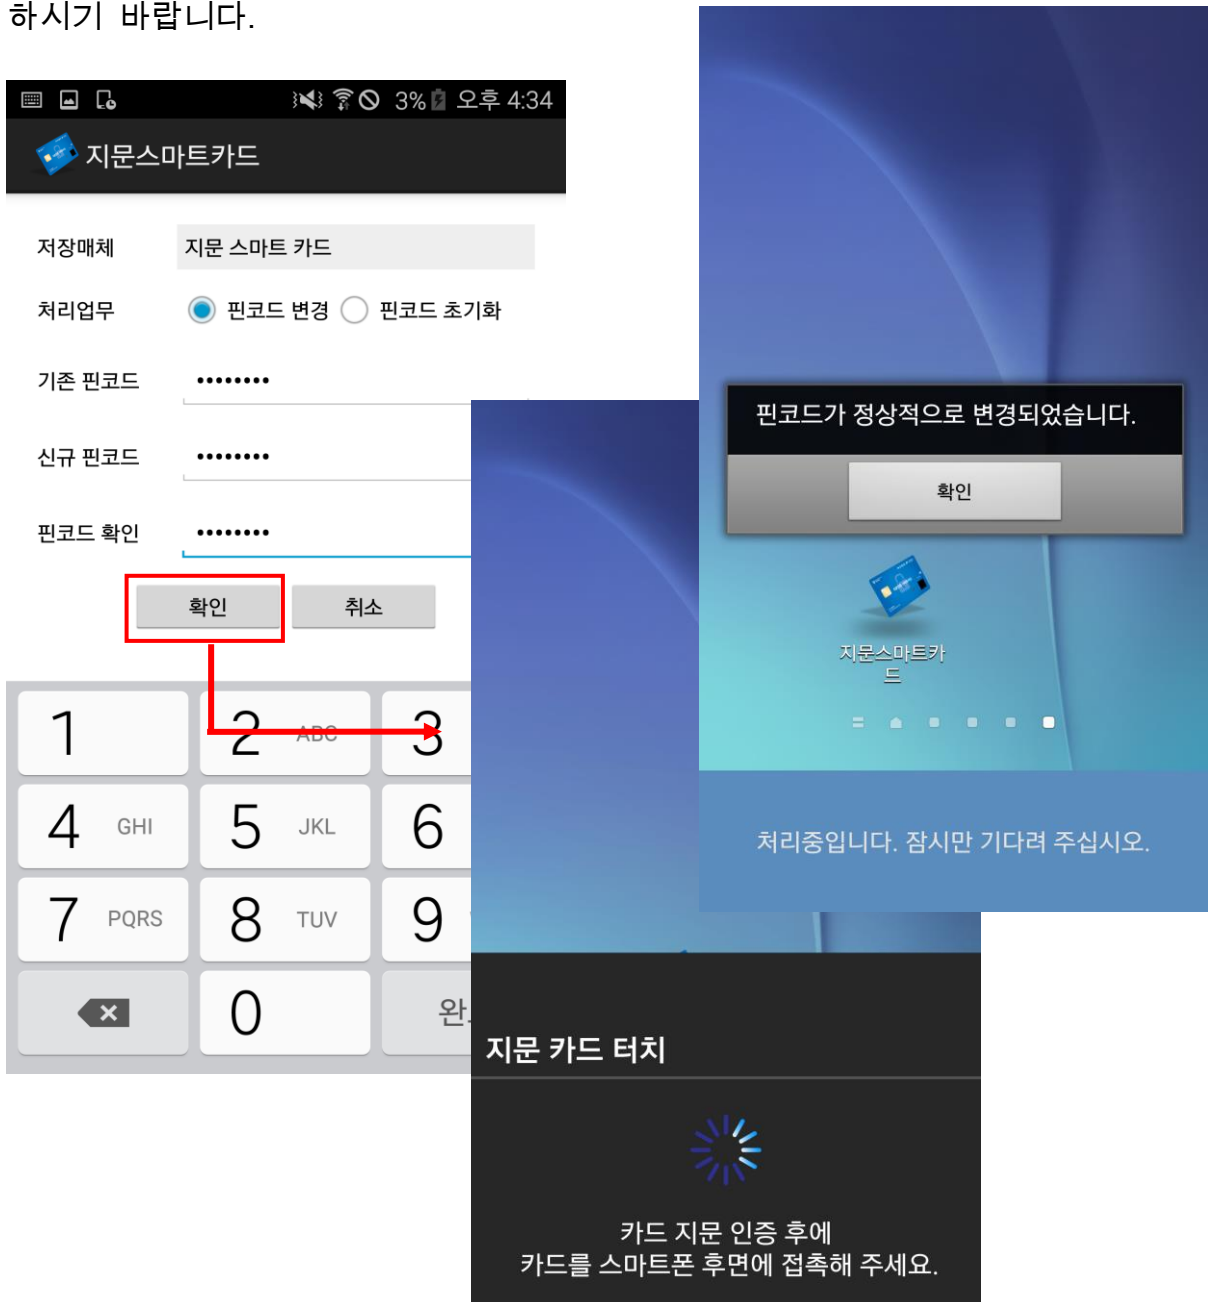 하시기 바랍니다.
3% 오후 4:34
지문스마트카드
저장매체 지문 스마트 카드
처리업무 핀코드 변경 핀코드 초기화
기존 핀코드 ••••••••
신규 핀코드 ••••••••
핀코드 확인 ••••••••
확인 취소
1 2 ABC 3
4 GHI 5 JKL 6
7 PQRS 8 TUV 9
0
지문 카드 터치
카드 지문 인증 후에
카드를 스마트폰 후면에 접촉해 주세요.
핀코드가 정상적으로 변경되었습니다.
확인
지문스마트카
드
처리중입니다. 잠시만 기다려 주십시오.